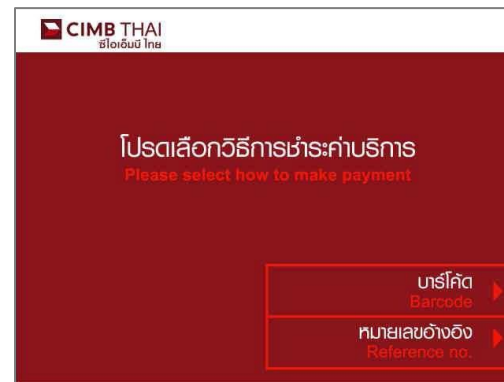 CIMB THAI
ซีไอเอ็มบี ไทย
โปรดเลือกวิธีการชำระค่าบริการ
Please select how to make payment
บาร์โค้ด
Barcode
หมายเลขอ้างอิง
Reference no.